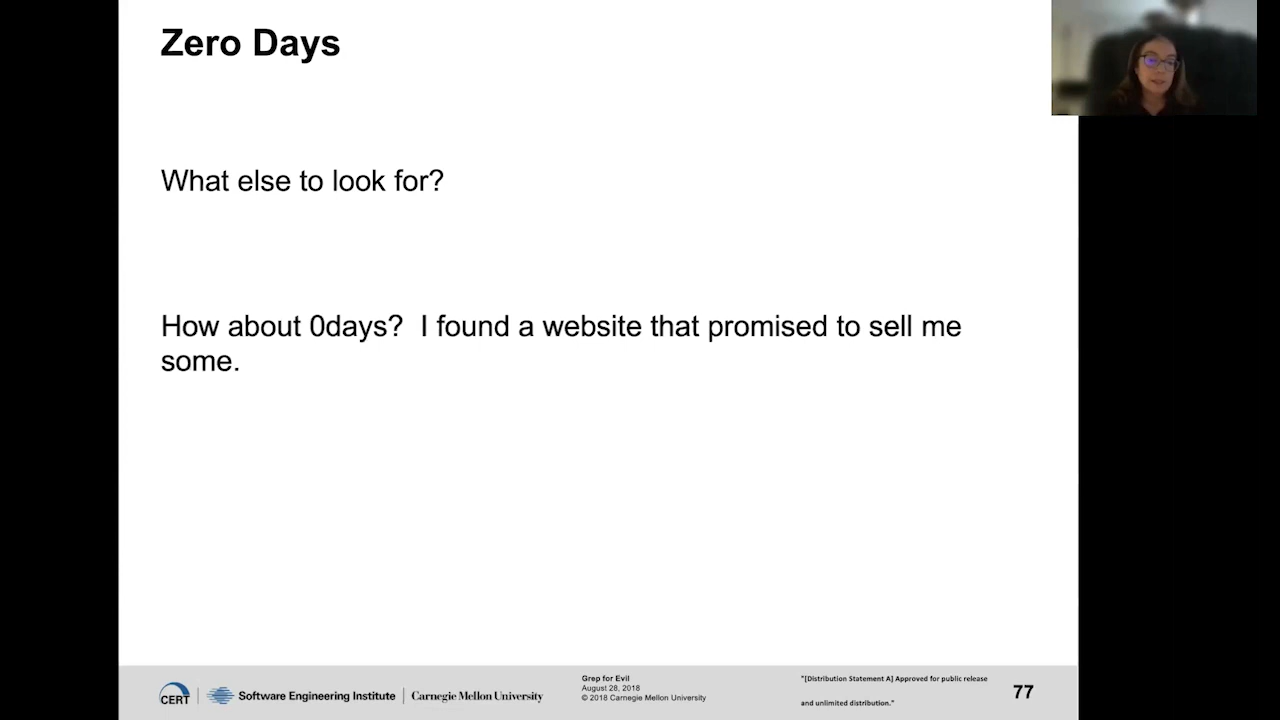 Zero Days
What else to look for?
How about 0days?  I found a website that promised to sell me
some.
CERT
Software Engineering Institute
Carnegie Mellon University
Grep for Evil
August 28, 2018
© 2018 Carnegie Mellon University
"[Distribution Statement A] Approved for public release
and unlimited distribution."
77